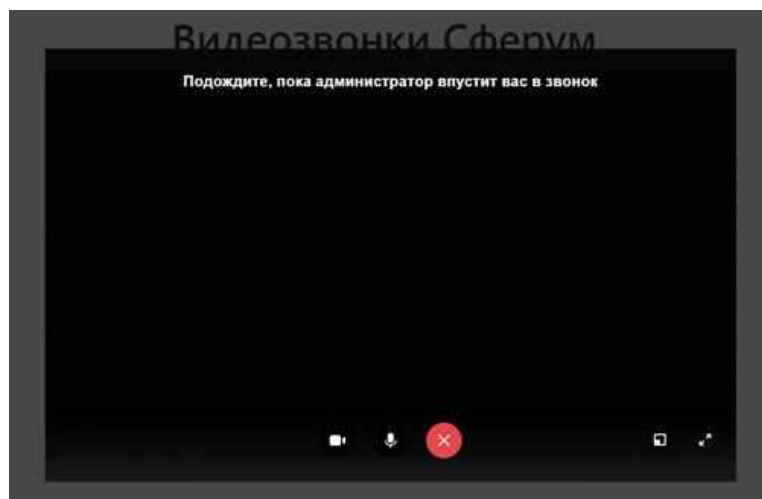 Видеозвонки Сферум
Подождите, пока администратор впустит вас в звонок